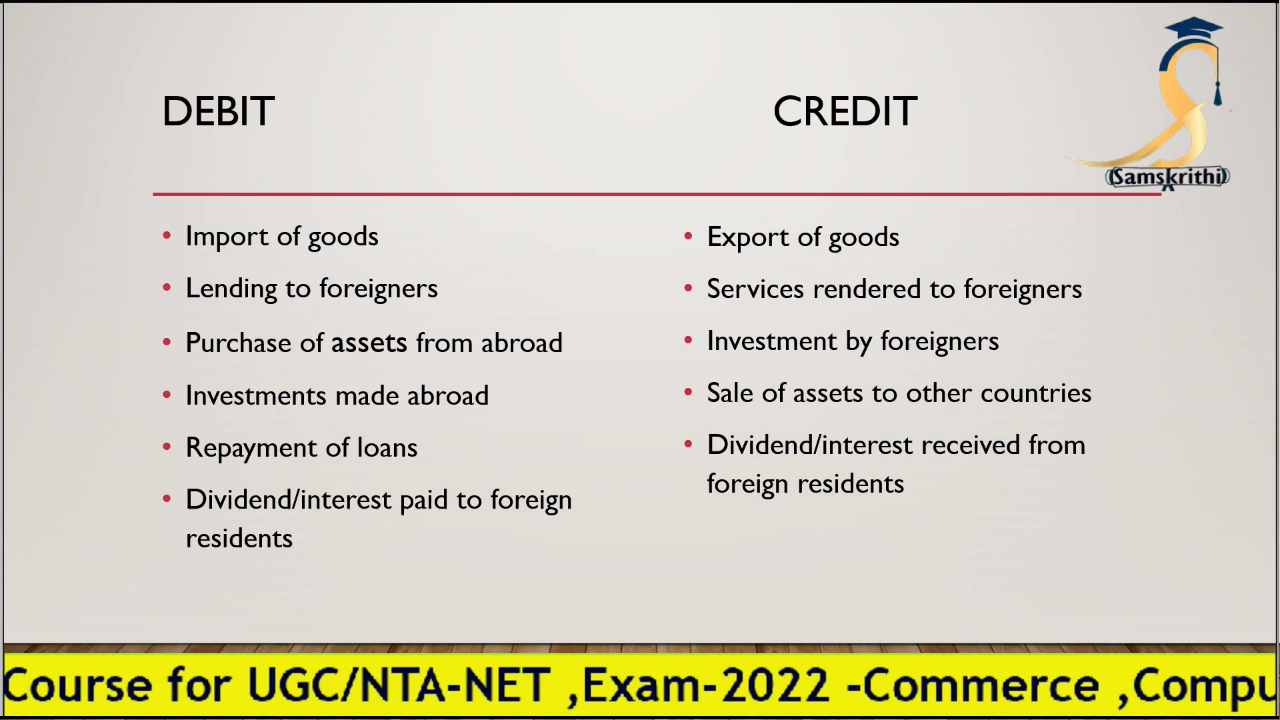 DEBIT
CREDIT
Samskrithi
• Import of goods
• Lending to foreigners
• Purchase of assets from abroad
• Investments made abroad
• Repayment of loans
• Dividend/interest paid to foreign
residents
• Export of goods
• Services rendered to foreigners
• Investment by foreigners
• Sale of assets to other countries
• Dividend/interest received from
foreign residents
Course for UGC/NTA-NET ,Exam-2022 -Commerce ,Compu